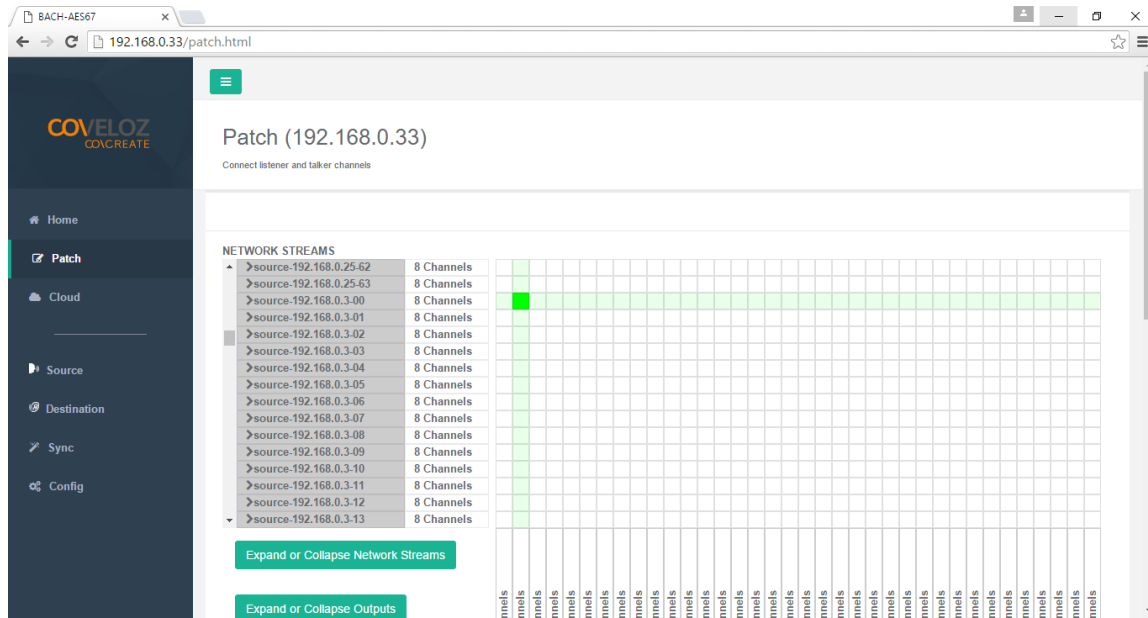 BACH-AES67
192.168.0.33/patch.html
COVELOZ
CO\CREATE
Patch (192.168.0.33)
Connect listener and talker channels
Home
Patch
Cloud
Source
Destination
Sync
Config
NETWORK STREAMS
source-192.168.0.25-62 8 Channels
source-192.168.0.25-63 8 Channels
source-192.168.0.3-00 8 Channels
source-192.168.0.3-01 8 Channels
source-192.168.0.3-02 8 Channels
source-192.168.0.3-03 8 Channels
source-192.168.0.3-04 8 Channels
source-192.168.0.3-05 8 Channels
source-192.168.0.3-06 8 Channels
source-192.168.0.3-07 8 Channels
source-192.168.0.3-08 8 Channels
source-192.168.0.3-09 8 Channels
source-192.168.0.3-10 8 Channels
source-192.168.0.3-11 8 Channels
source-192.168.0.3-12 8 Channels
source-192.168.0.3-13 8 Channels
Expand or Collapse Network Streams
Expand or Collapse Outputs